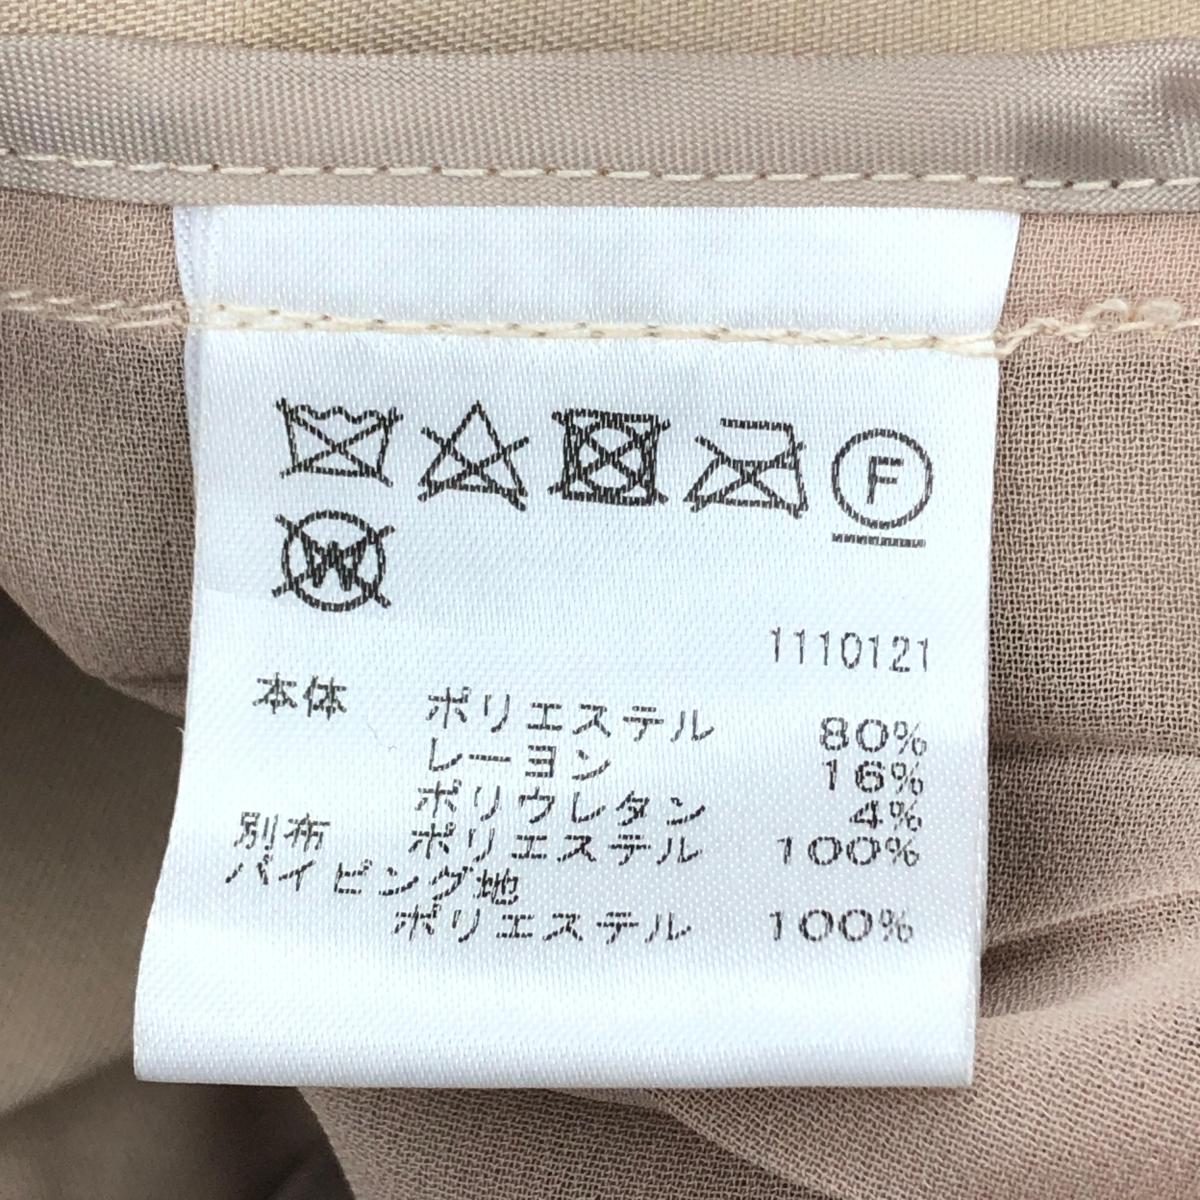 F
W
1110121
本体 ポリエステル 80%
レーヨン 16%
ポリウレタン 4%
別布 ポリエステル 100%
パイピング地
ポリエステル 100%